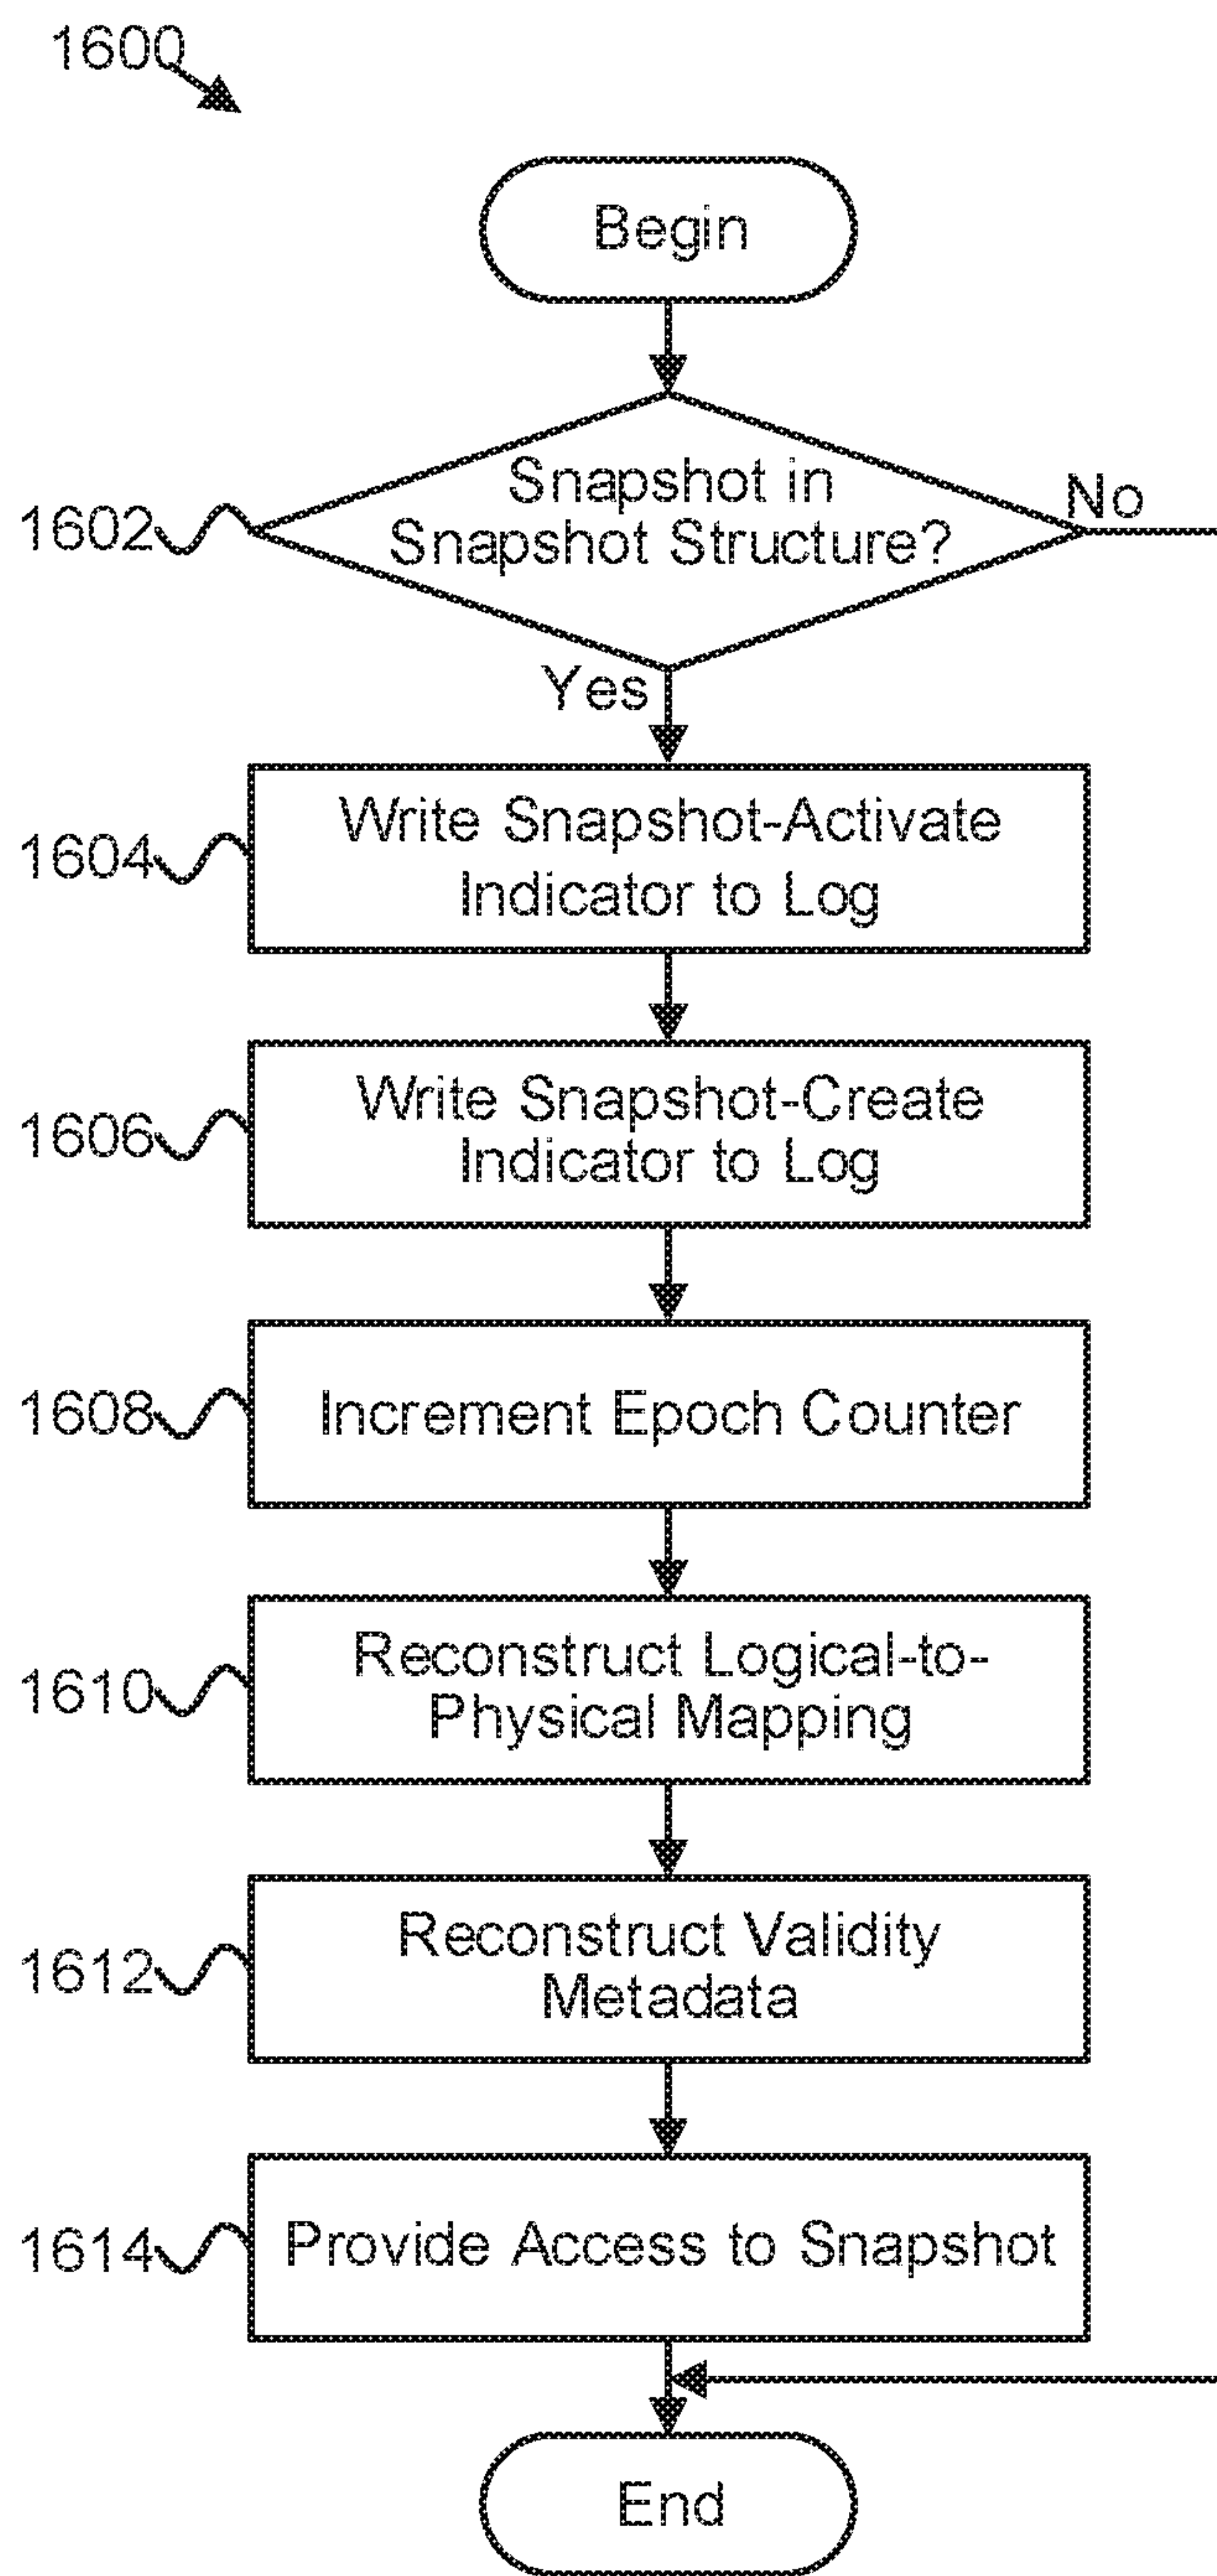 1600
Begin
Snapshot in
Snapshot Structure?
No
1602
Yes
Write Snapshot-Activate
Indicator to Log
1604
Write Snapshot-Create
Indicator to Log
1606
Increment Epoch Counter
1608
Reconstruct Logical-to-
Physical Mapping
1610
Reconstruct Validity
Metadata
1612
Provide Access to Snapshot
1614
End